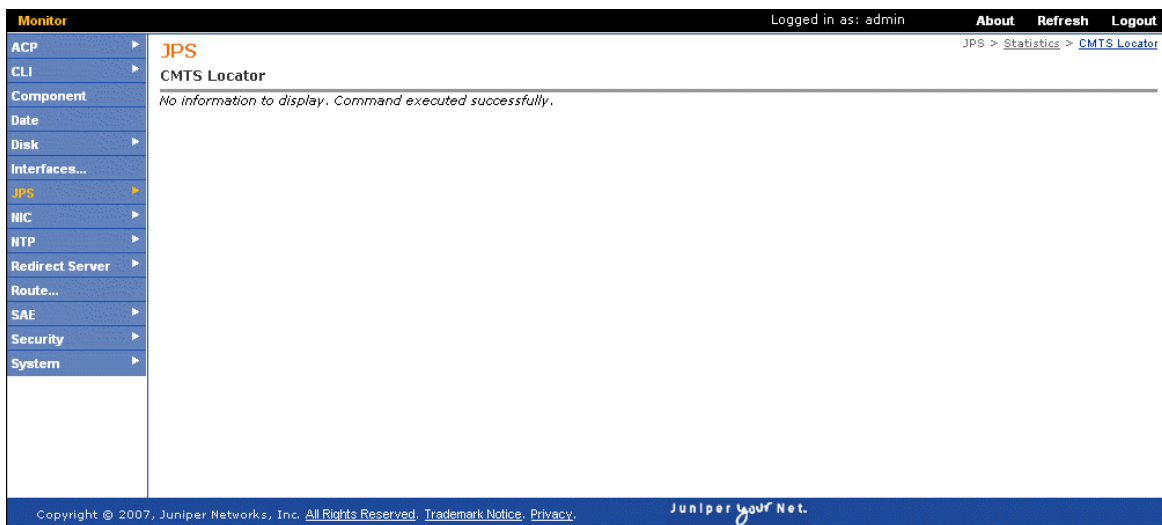 Monitor
Logged in as: admin
About Refresh Logout
ACP
CLI
Component
Date
Disk
Interfaces...
JPS
NIC
NTP
Redirect Server
Route...
SAE
Security
System
JPS
JPS > Statistics > CMTS Locator
CMTS Locator
No information to display. Command executed successfully.
Copyright © 2007, Juniper Networks, Inc. All Rights Reserved. Trademark Notice. Privacy.
Juniper your Net.